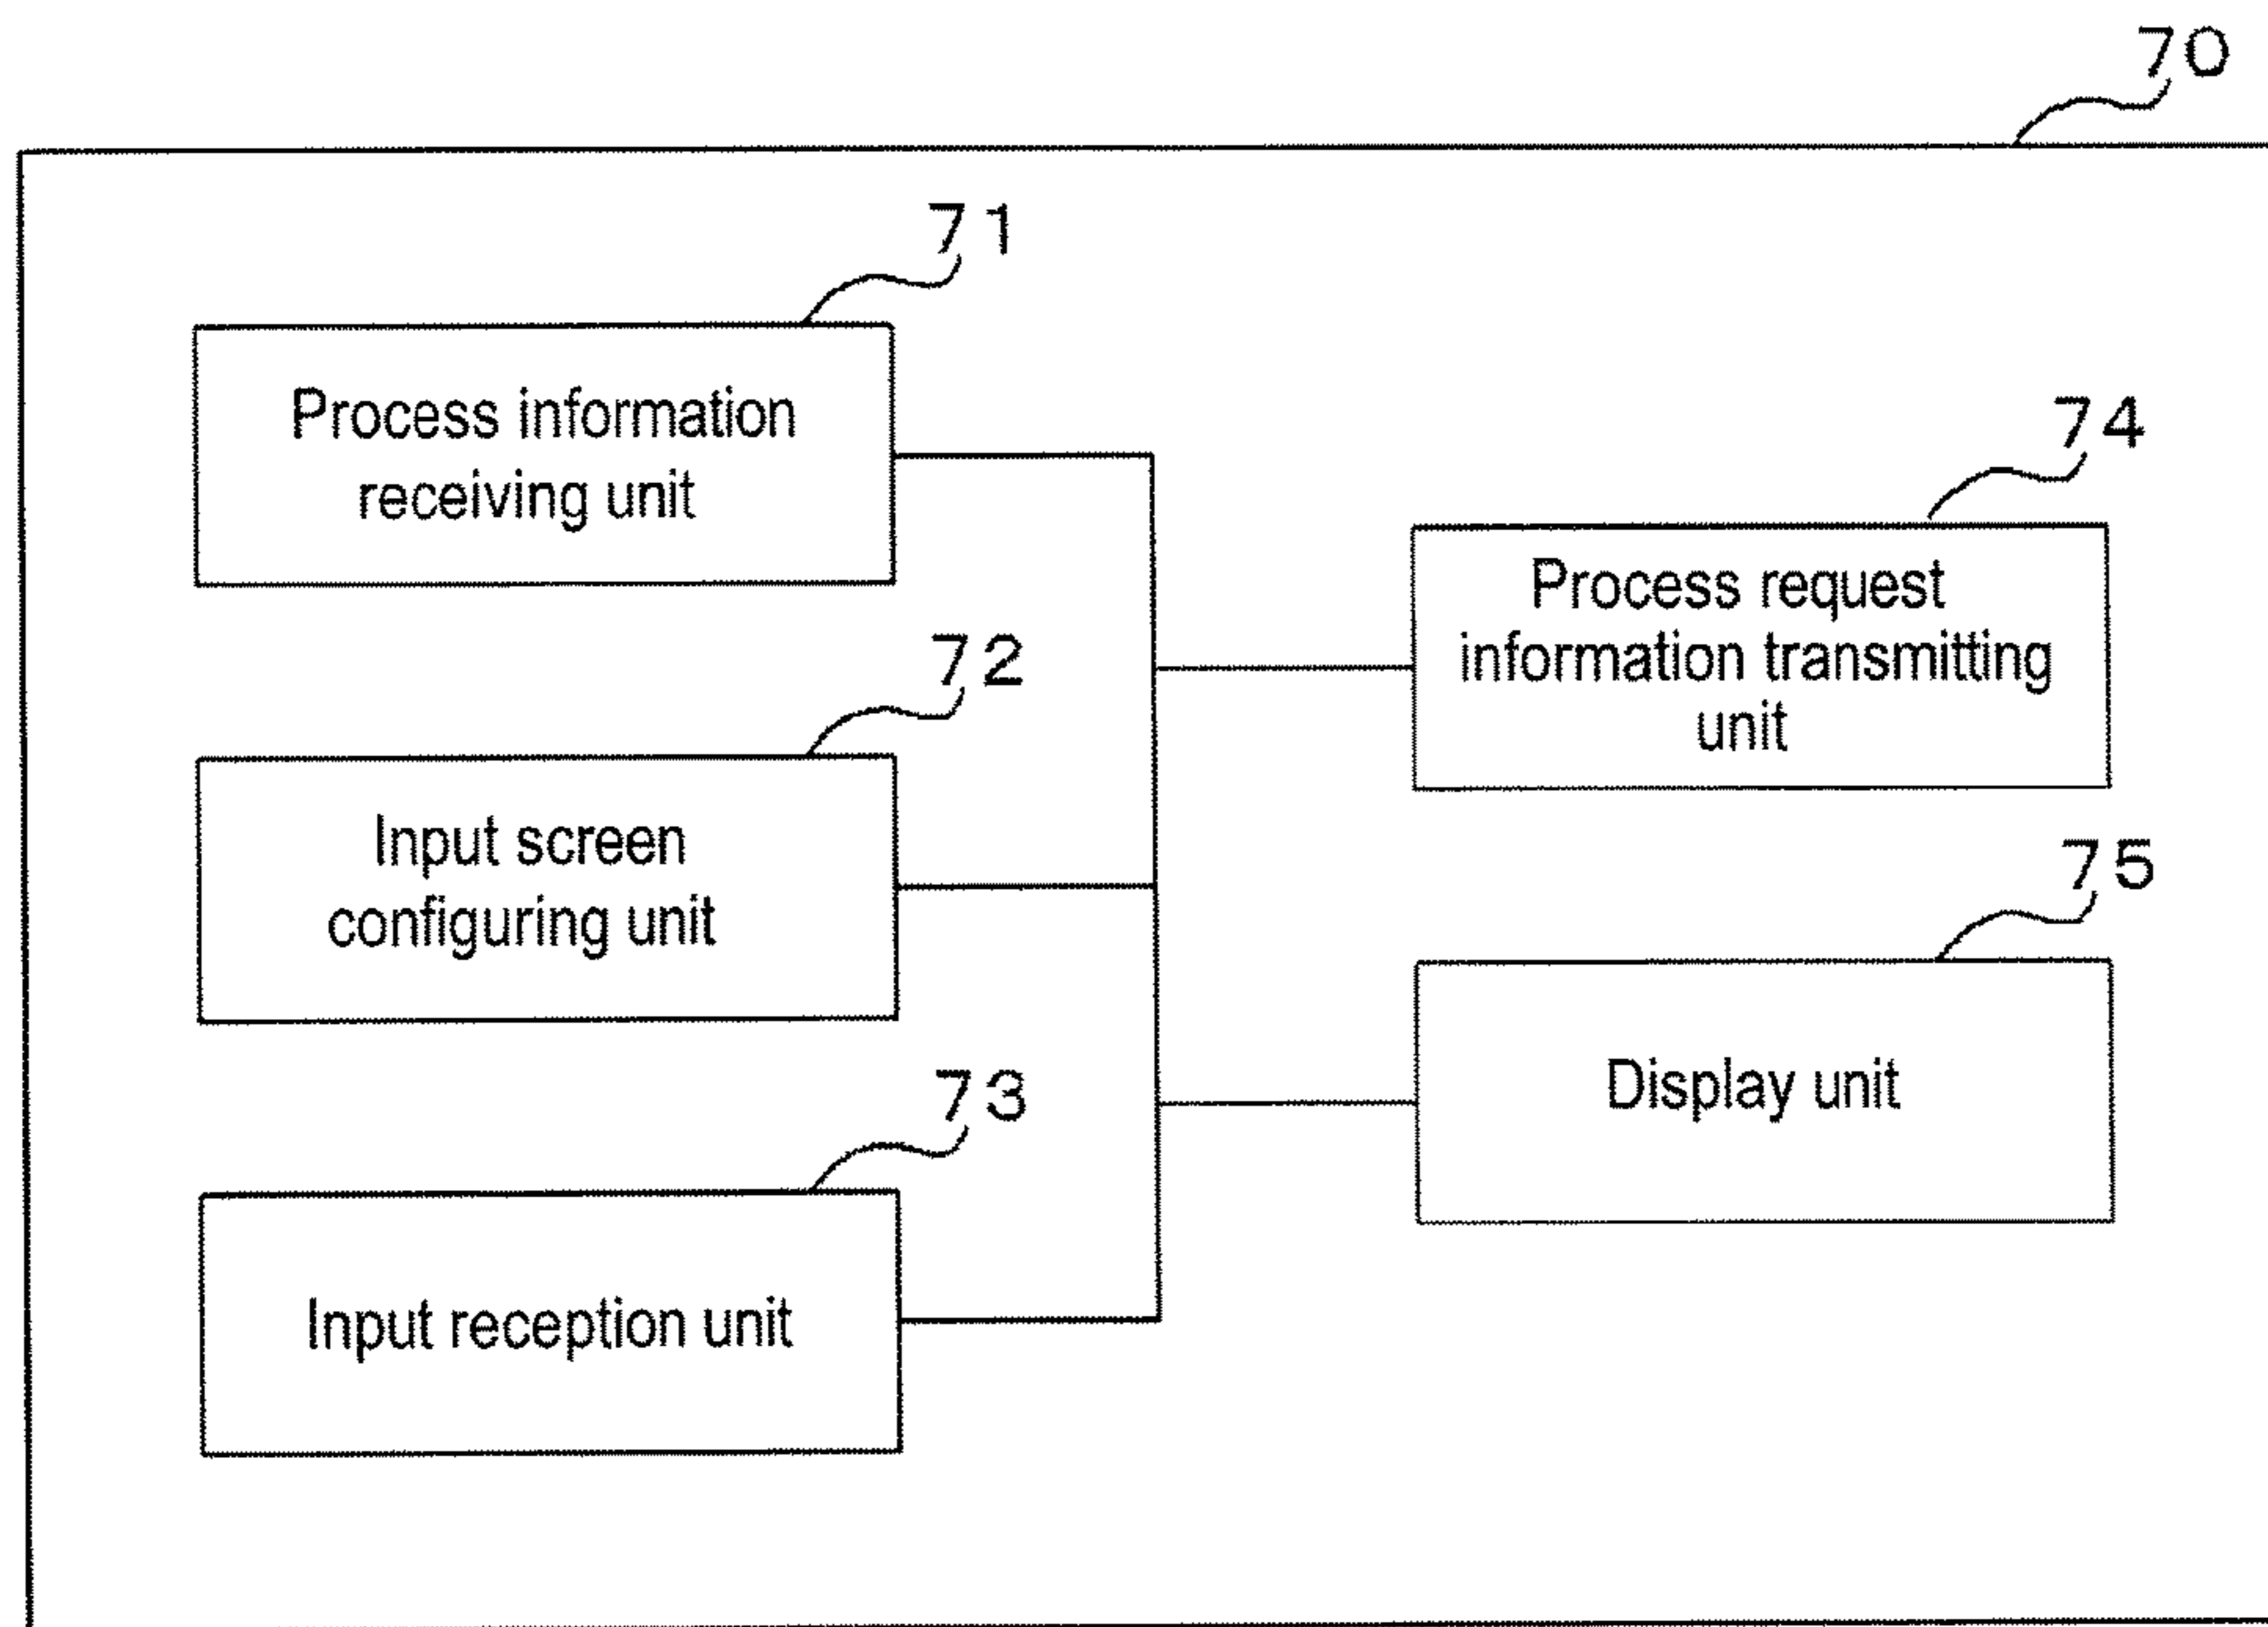 70
71
Process information
receiving unit
72
Input screen
configuring unit
73
Input reception unit
74
Process request
information transmitting
unit
75
Display unit